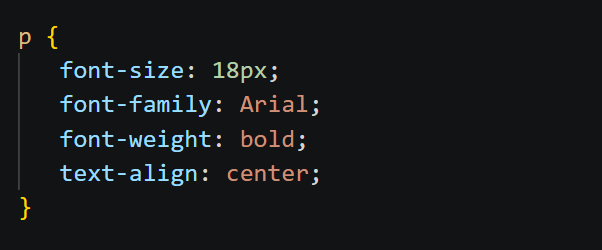 p {
    font-size: 18px;
    font-family: Arial;
    font-weight: bold;
    text-align: center;
}